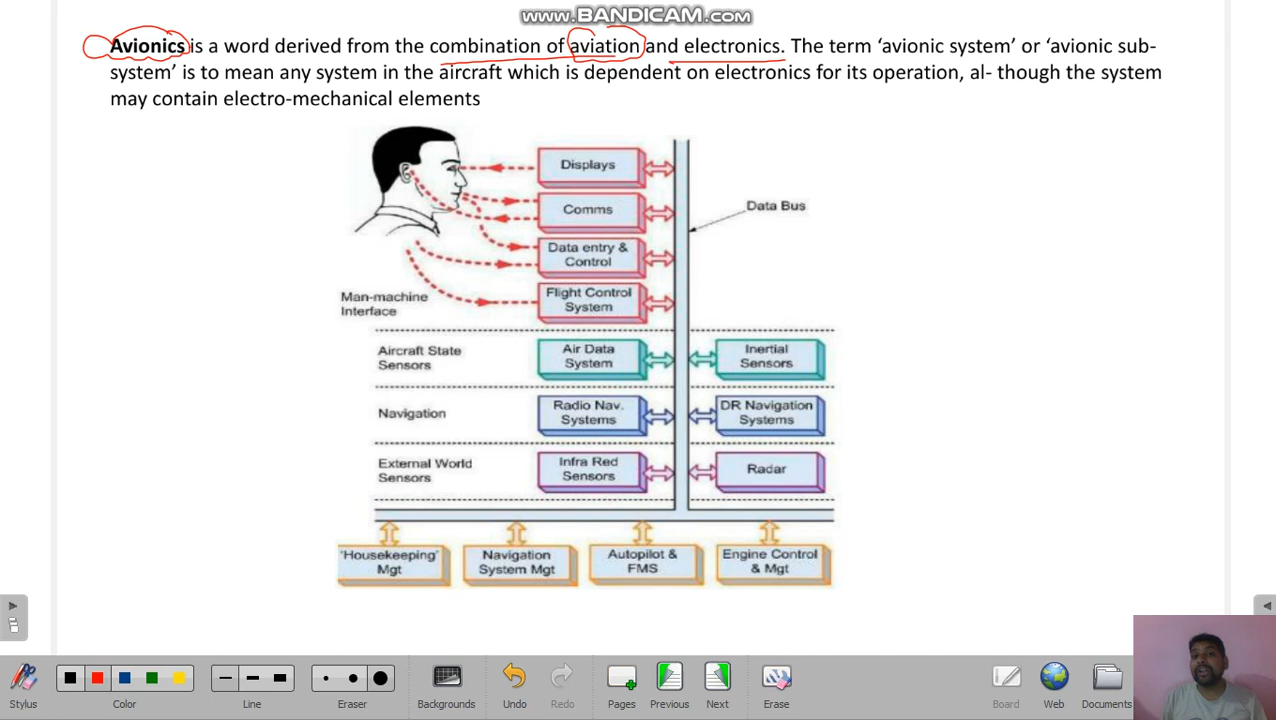 www.BANDICAM.com
Avionics is a word derived from the combination of aviation and electronics. The term ‘avionic system’ or ‘avionic sub-
system’ is to mean any system in the aircraft which is dependent on electronics for its operation, al- though the system
may contain electro-mechanical elements
Displays
Comms
Data Bus
Data entry &
Control
Man-machine
Interface
Flight Control
System
Aircraft State
Sensors
Air Data
System
Inertial
Sensors
Navigation
Radio Nav.
Systems
DR Navigation
Systems
External World
Sensors
Infra Red
Sensors
Radar
'Housekeeping'
Mgt
Navigation
System Mgt
Autopilot &
FMS
Engine Control
& Mgt
Stylus
Color
Line
Eraser
Backgrounds
Undo
Redo
Pages
Previous
Next
Erase
Board
Web
Documents